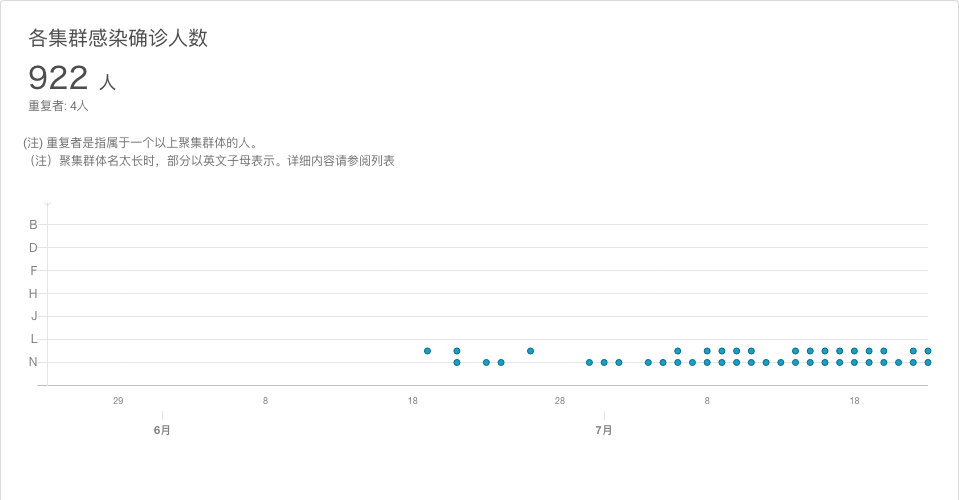 各集群感染确诊人数
922 人
重复者: 4人
(注) 重复者是指属于一个以上聚集群体的人。
（注）聚集群体名太长时，部分以英文子母表示。详细内容请参阅列表
B
D
F
H
J
L
N
29 8 18 28 8 18
6月 7月